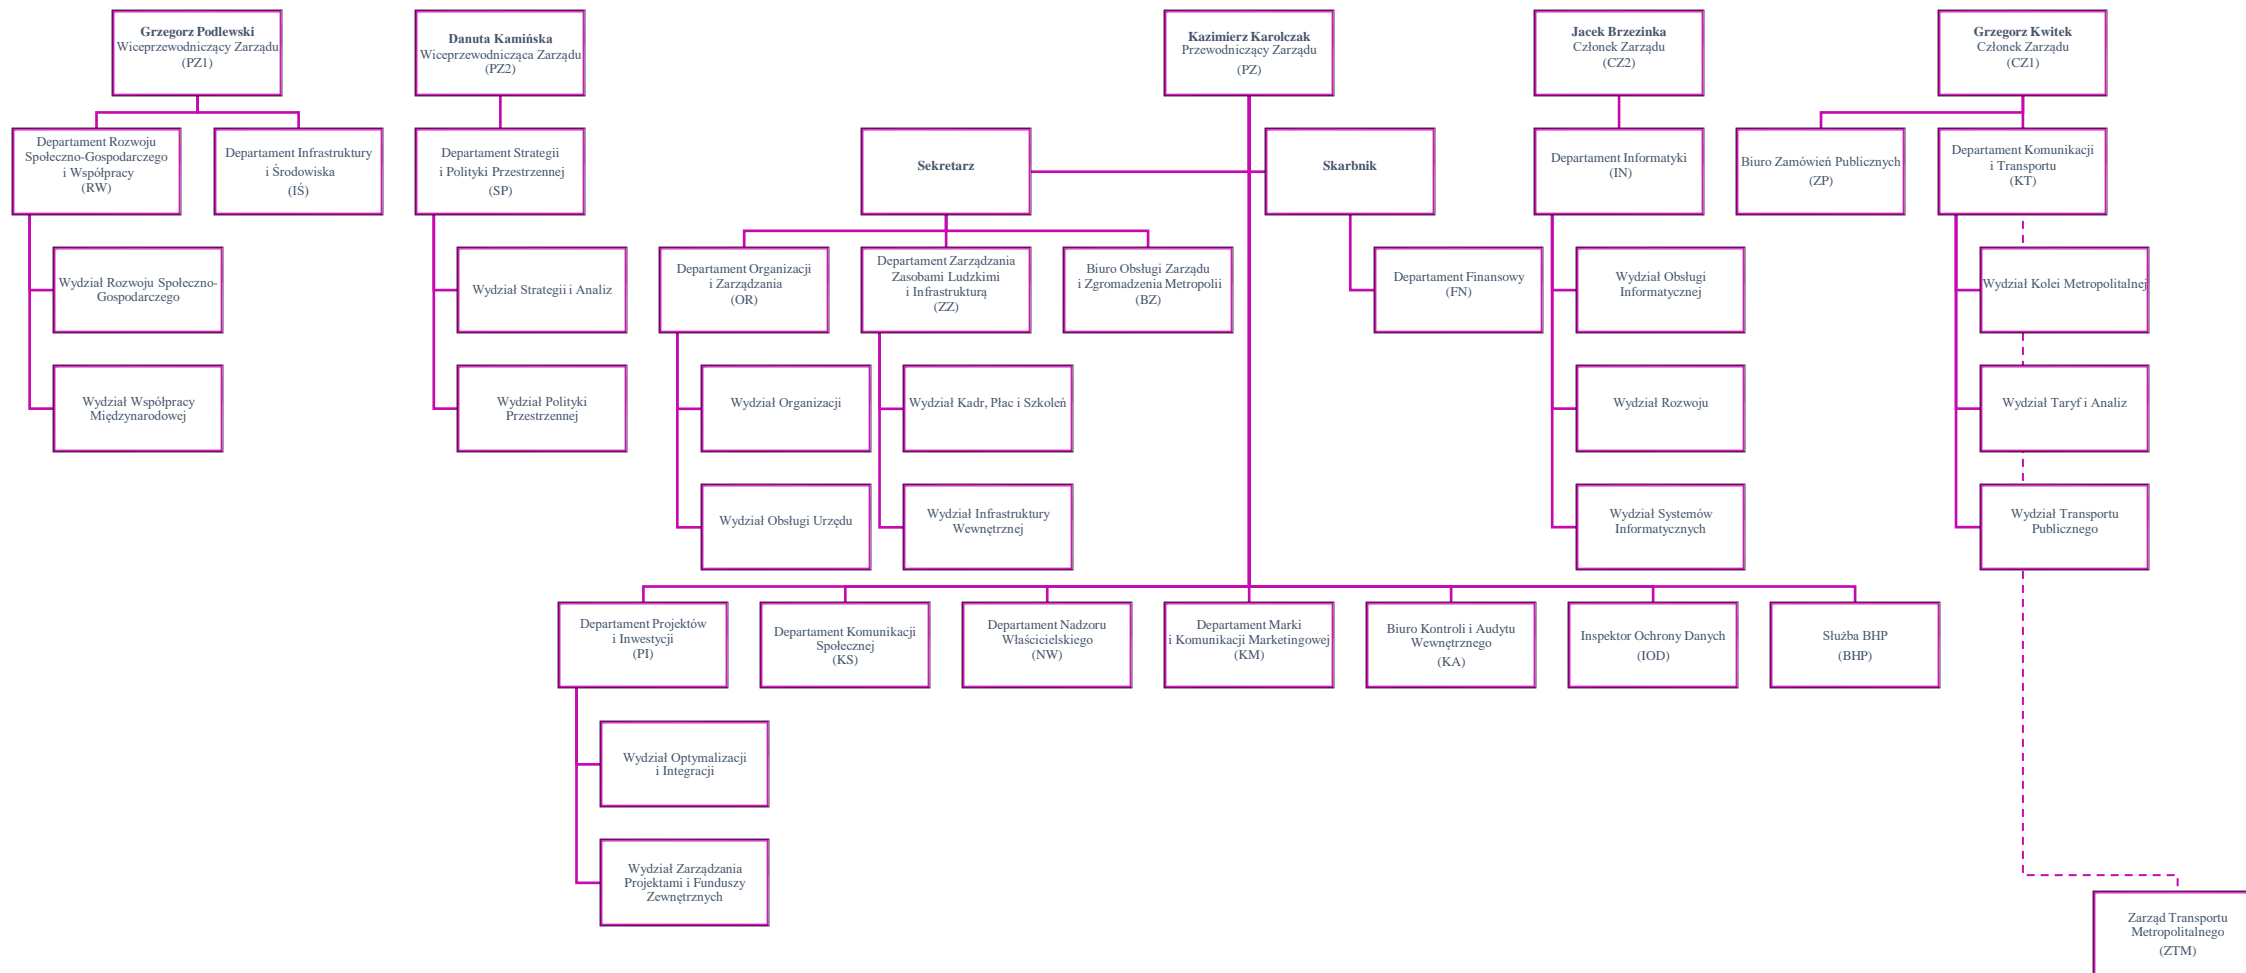 Grzegorz Podlewski
Wiceprzewodniczący Zarządu
(PZ1)
Danuta Kamińska
Wiceprzewodnicząca Zarządu
(PZ2)
Kazimierz Karolczak
Przewodniczący Zarządu
(PZ)
Jacek Brzezinka
Członek Zarządu
(CZ2)
Grzegorz Kwitek
Członek Zarządu
(CZ1)
Departament Rozwoju
Społeczno-Gospodarczego
i Współpracy
(RW)
Departament Infrastruktury
i Środowiska
(IŚ)
Departament Strategii
i Polityki Przestrzennej
(SP)
Sekretarz
Skarbnik
Departament Informatyki
(IN)
Biuro Zamówień Publicznych
(ZP)
Departament Komunikacji
i Transportu
(KT)
Wydział Rozwoju Społeczno-
Gospodarczego
Wydział Strategii i Analiz
Departament Organizacji
i Zarządzania
(OR)
Departament Zarządzania
Zasobami Ludzkimi
i Infrastrukturą
(ZZ)
Biuro Obsługi Zarządu
i Zgromadzenia Metropolii
(BZ)
Departament Finansowy
(FN)
Wydział Obsługi
Informatycznej
Wydział Kolei Metropolitalnej
Wydział Współpracy
Międzynarodowej
Wydział Polityki
Przestrzennej
Wydział Organizacji
Wydział Kadr, Płac i Szkoleń
Wydział Rozwoju
Wydział Taryf i Analiz
Wydział Obsługi Urzędu
Wydział Infrastruktury
Wewnętrznej
Wydział Systemów
Informatycznych
Wydział Transportu
Publicznego
Departament Projektów
i Inwestycji
(PI)
Departament Komunikacji
Społecznej
(KS)
Departament Nadzoru
Właścicielskiego
(NW)
Departament Marki
i Komunikacji Marketingowej
(KM)
Biuro Kontroli i Audytu
Wewnętrznego
(KA)
Inspektor Ochrony Danych
(IOD)
Służba BHP
(BHP)
Wydział Optymalizacji
i Integracji
Wydział Zarządzania
Projektami i Funduszy
Zewnętrznych
Zarząd Transportu
Metropolitalnego
(ZTM)